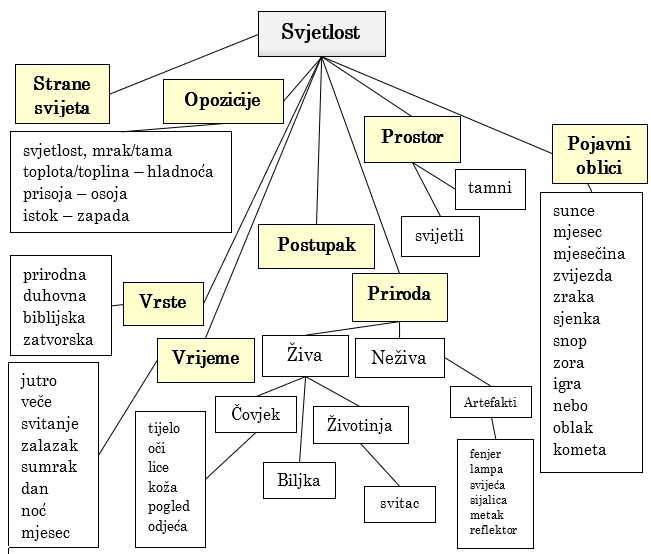 Svjetlost
Strane
svijeta
Opozicije
Prostor
Pojavni
oblici
svjetlost, mrak/tama
toplota/toplina – hladnoća
prisoja – osoja
istok – zapada
tamni
svijetli
Postupak
sunce
mjesec
mjesečina
zvijezda
zraka
sjenka
snop
zora
igra
nebo
oblak
kometa
prirodna
duhovna
biblijska
zatvorska
Vrste
Priroda
Vrijeme
Živa
Neživa
jutro
veče
svitanje
zalazak
sumrak
dan
noć
mjesec
Čovjek
Životinja
Artefakti
tijelo
oči
lice
koža
pogled
odjeća
Biljka
svitac
fenjer
lampa
svijeća
sijalica
metak
reflektor